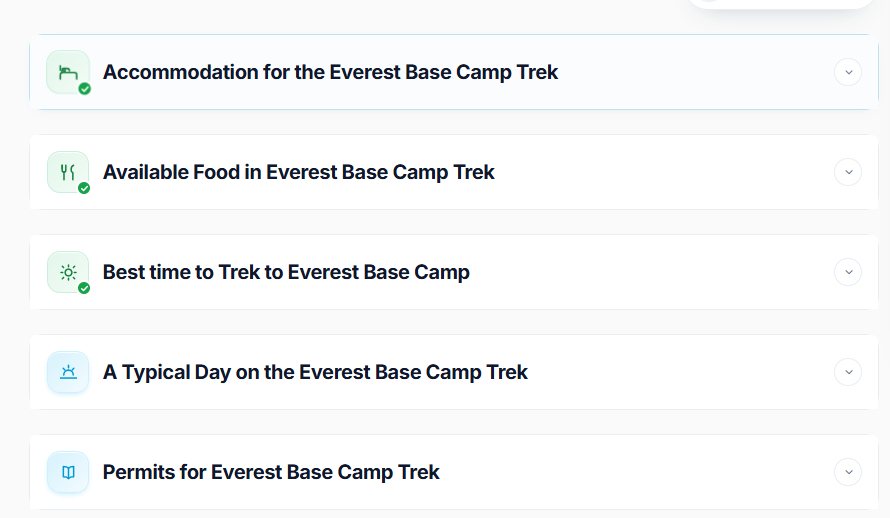 Accommodation for the Everest Base Camp Trek
Available Food in Everest Base Camp Trek
Best time to Trek to Everest Base Camp
A Typical Day on the Everest Base Camp Trek
Permits for Everest Base Camp Trek